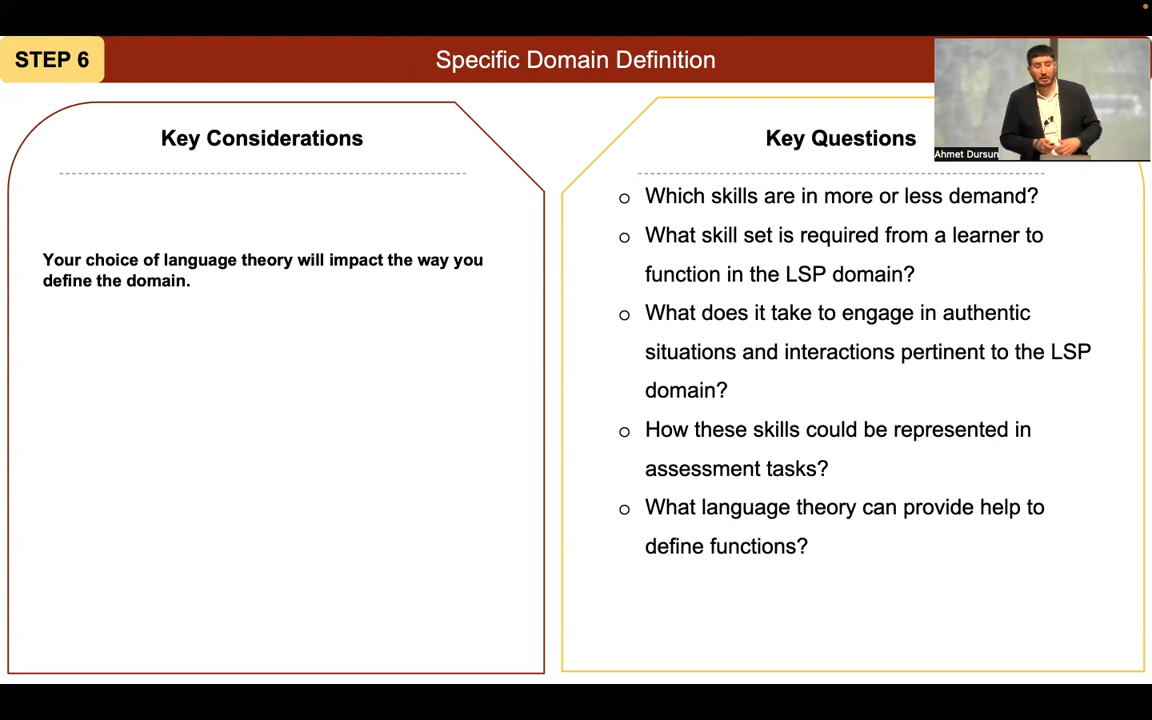 STEP 6
Specific Domain Definition
Key Considerations
Your choice of language theory will impact the way you
define the domain.
Key Questions
Ahmet Dursun
o Which skills are in more or less demand?
o What skill set is required from a learner to
function in the LSP domain?
o What does it take to engage in authentic
situations and interactions pertinent to the LSP
domain?
o How these skills could be represented in
assessment tasks?
o What language theory can provide help to
define functions?